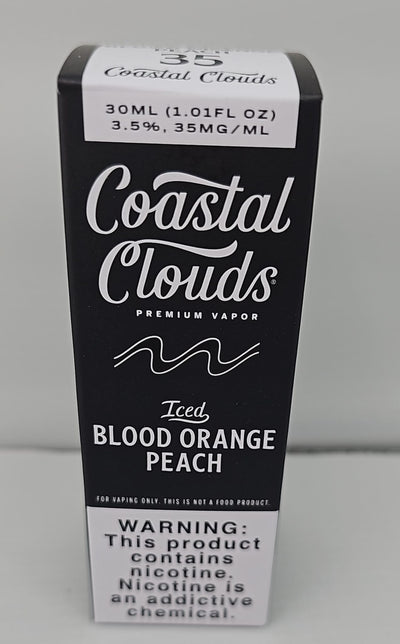 35
Coastal Clouds
30ML (1.01FL OZ)
3.5%, 35MG/ML
Coastal
Clouds®
PREMIUM VAPOR
Iced
BLOOD ORANGE
PEACH
FOR VAPING ONLY. THIS IS NOT A FOOD PRODUCT.
WARNING:
This product
contains
nicotine.
Nicotine is
an addictive
chemical.